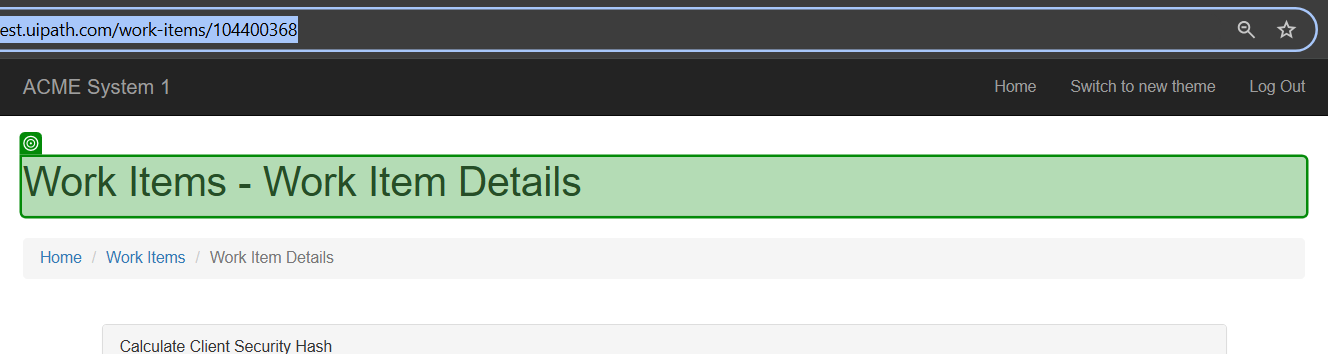 est.uipath.com/work-items/104400368
ACME System 1 Home Switch to new theme Log Out
Work Items - Work Item Details
Home / Work Items / Work Item Details
Calculate Client Security Hash